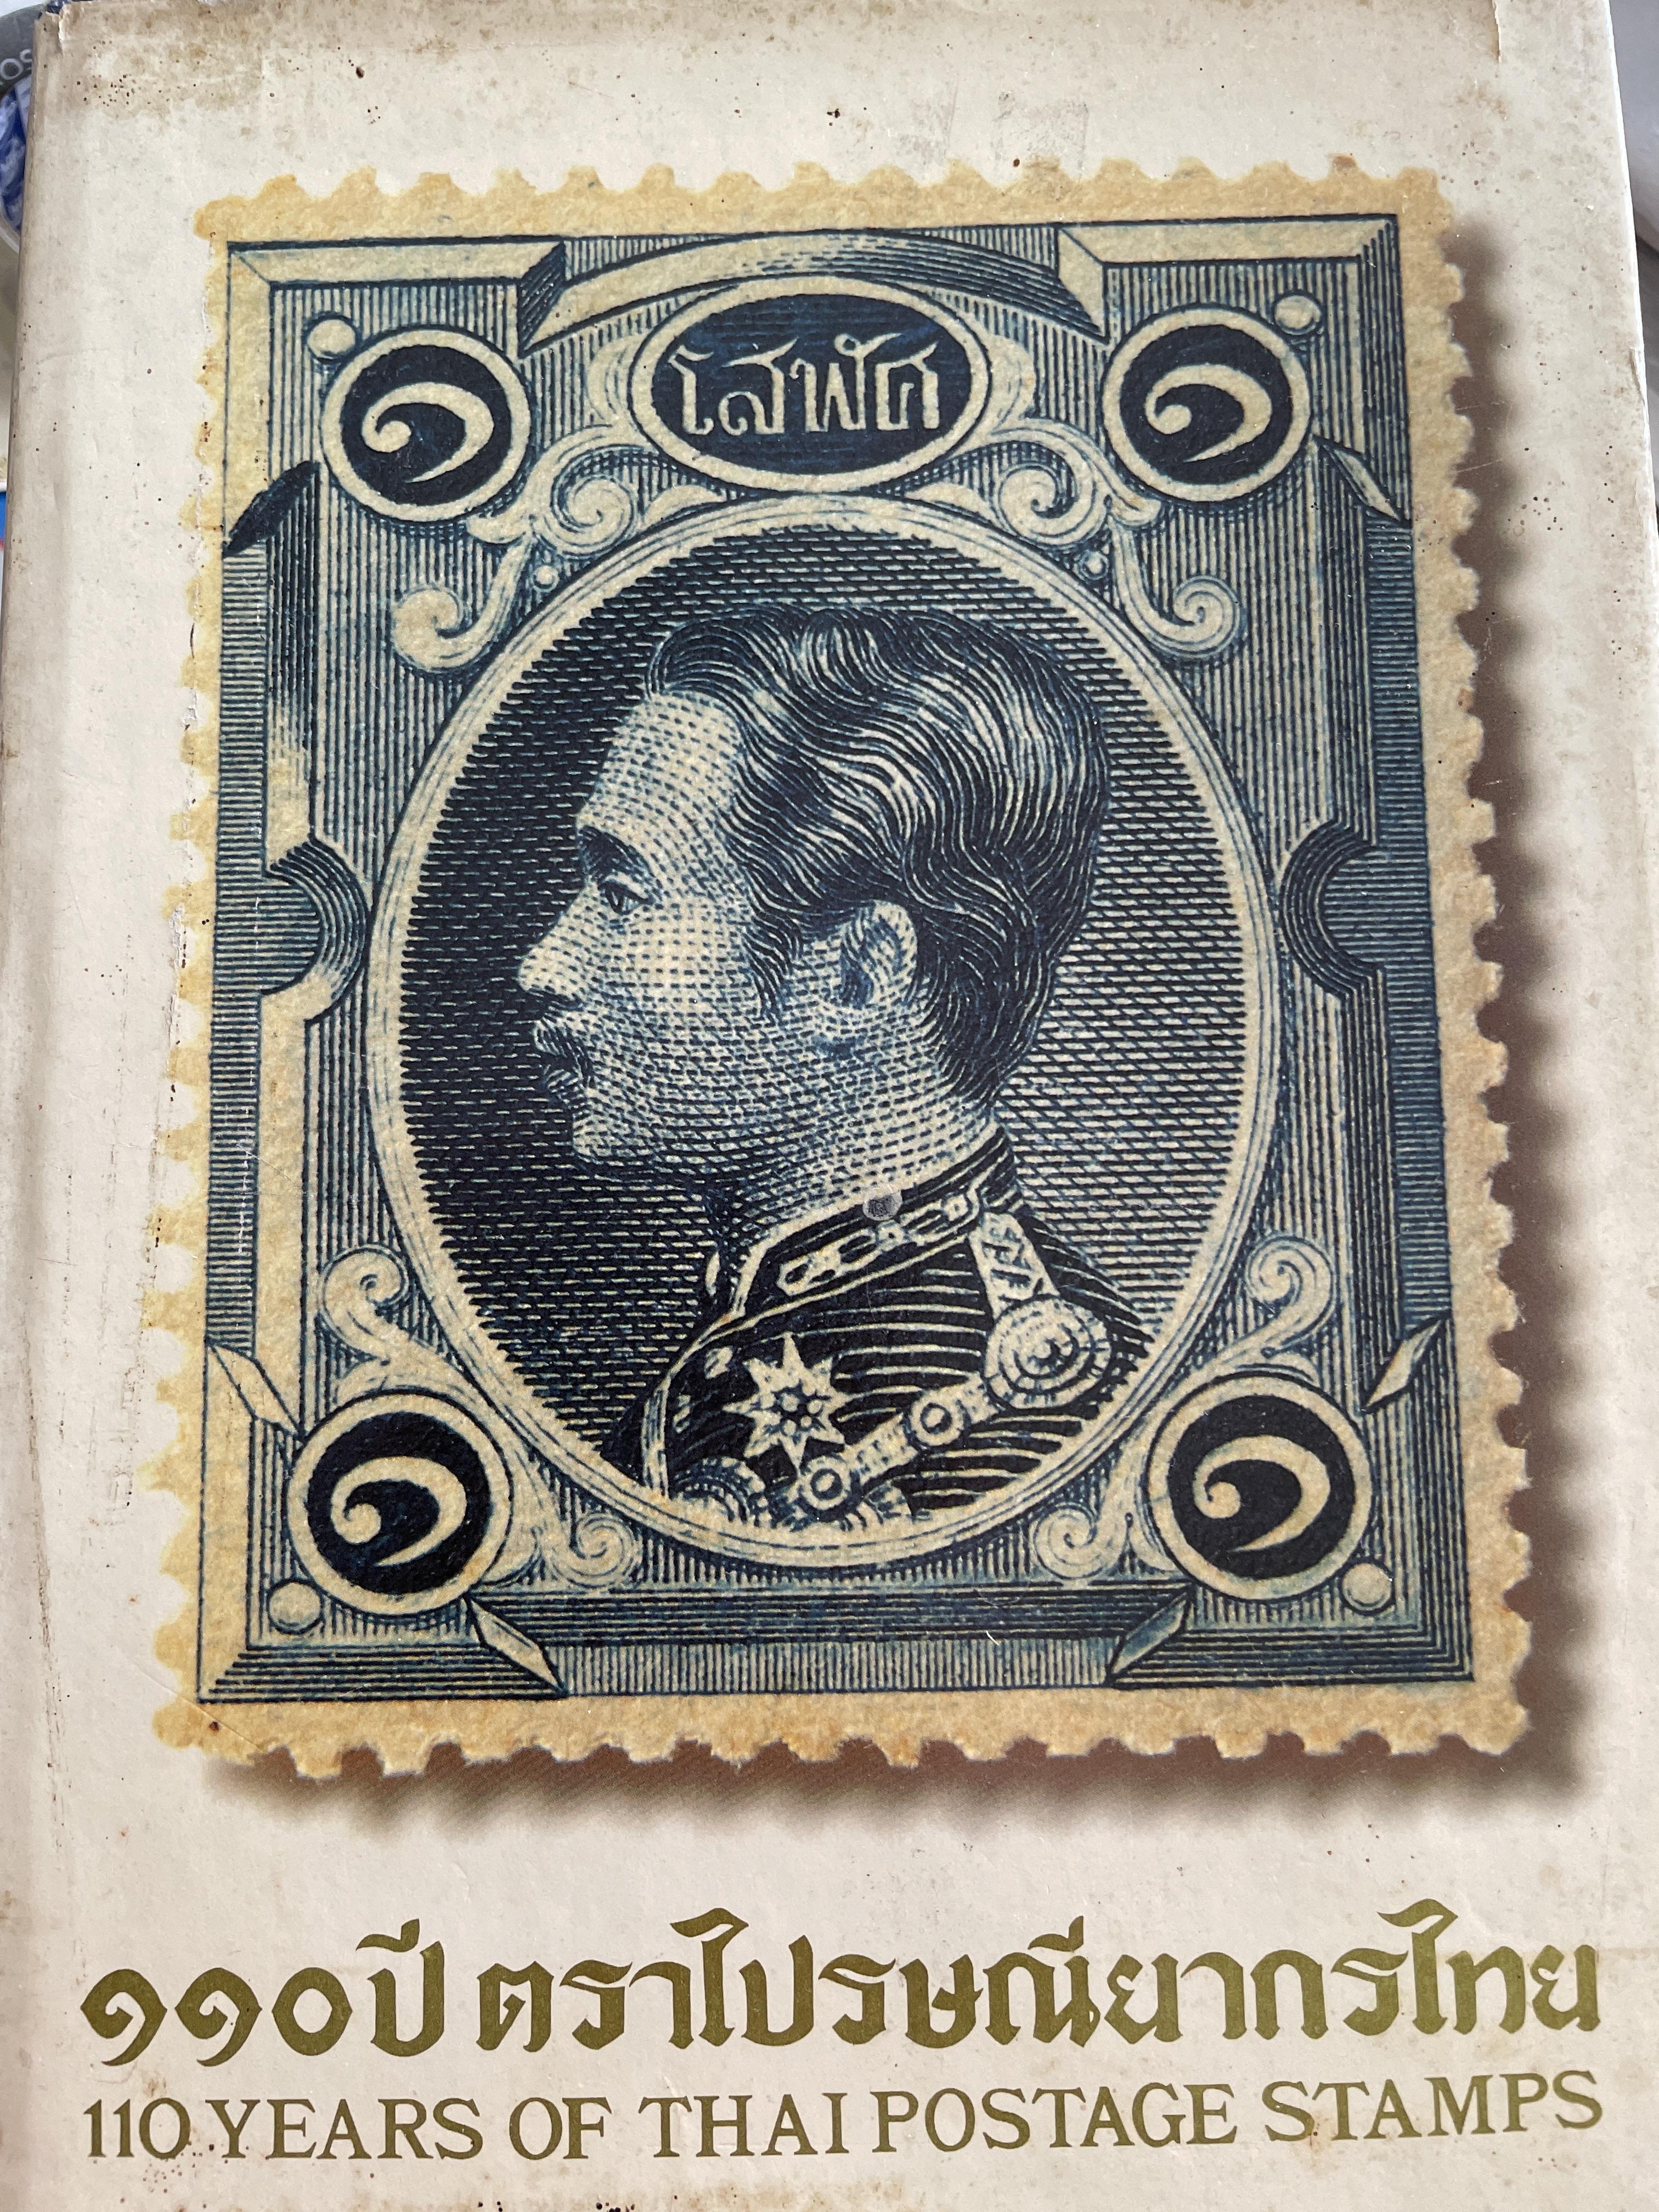 ๑ โสฬศ ๑
๑ ๑
๑๑๐ ปี ตราไปรษณียากรไทย
110 YEARS OF THAI POSTAGE STAMPS